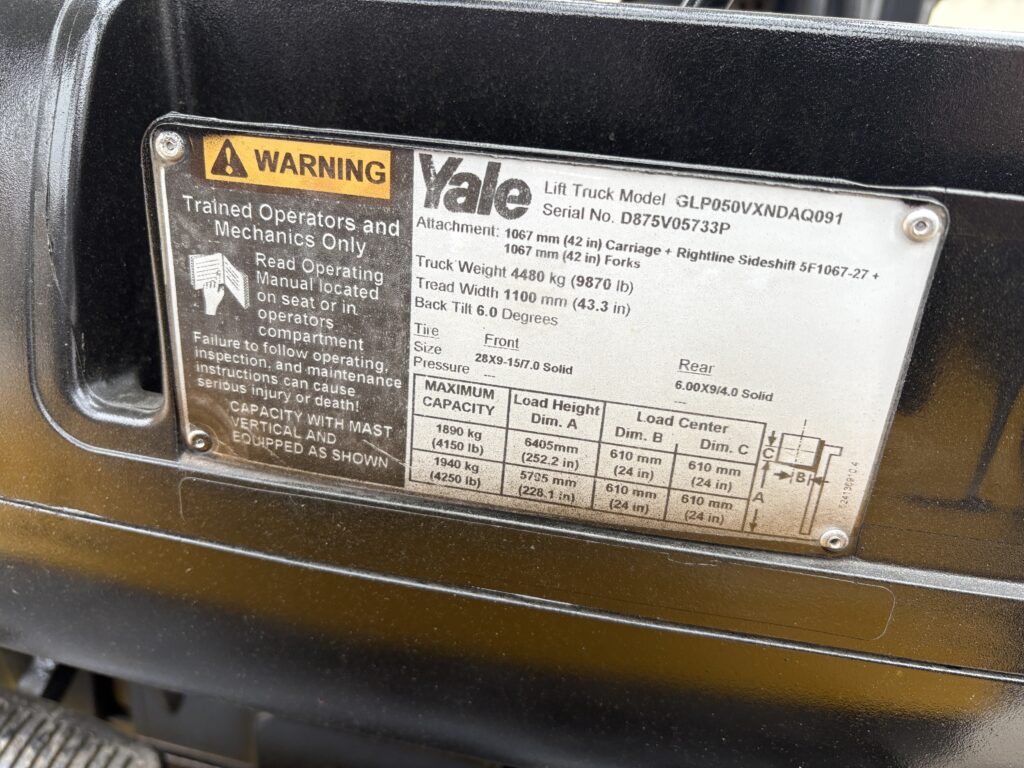 WARNING
Trained Operators and
Mechanics Only
Read Operating
Manual located
on seat or in
operators
compartment
Failure to follow operating,
inspection, and maintenance
instructions can cause
serious injury or death!
CAPACITY WITH MAST
VERTICAL AND
EQUIPPED AS SHOWN
Yale Lift Truck Model GLP050VXNDAQ091
Serial No. D875V05733P
Attachment: 1067 mm (42 in) Carriage + Rightline Sideshift 5F1067-27 +
1067 mm (42 in) Forks
Truck Weight 4480 kg (9870 lb)
Tread Width 1100 mm (43.3 in)
Back Tilt 6.0 Degrees
Tire Front Rear
Size 28X9-15/7.0 Solid 6.00X9/4.0 Solid
Pressure --- ---
MAXIMUM CAPACITY Load Height Dim. A Load Center Dim. B Dim. C
1890 kg 6405mm 610 mm 610 mm
(4150 lb) (252.2 in) (24 in) (24 in)
1940 kg 5795 mm 610 mm 610 mm
(4250 lb) (228.1 in) (24 in) (24 in)
C
B
A